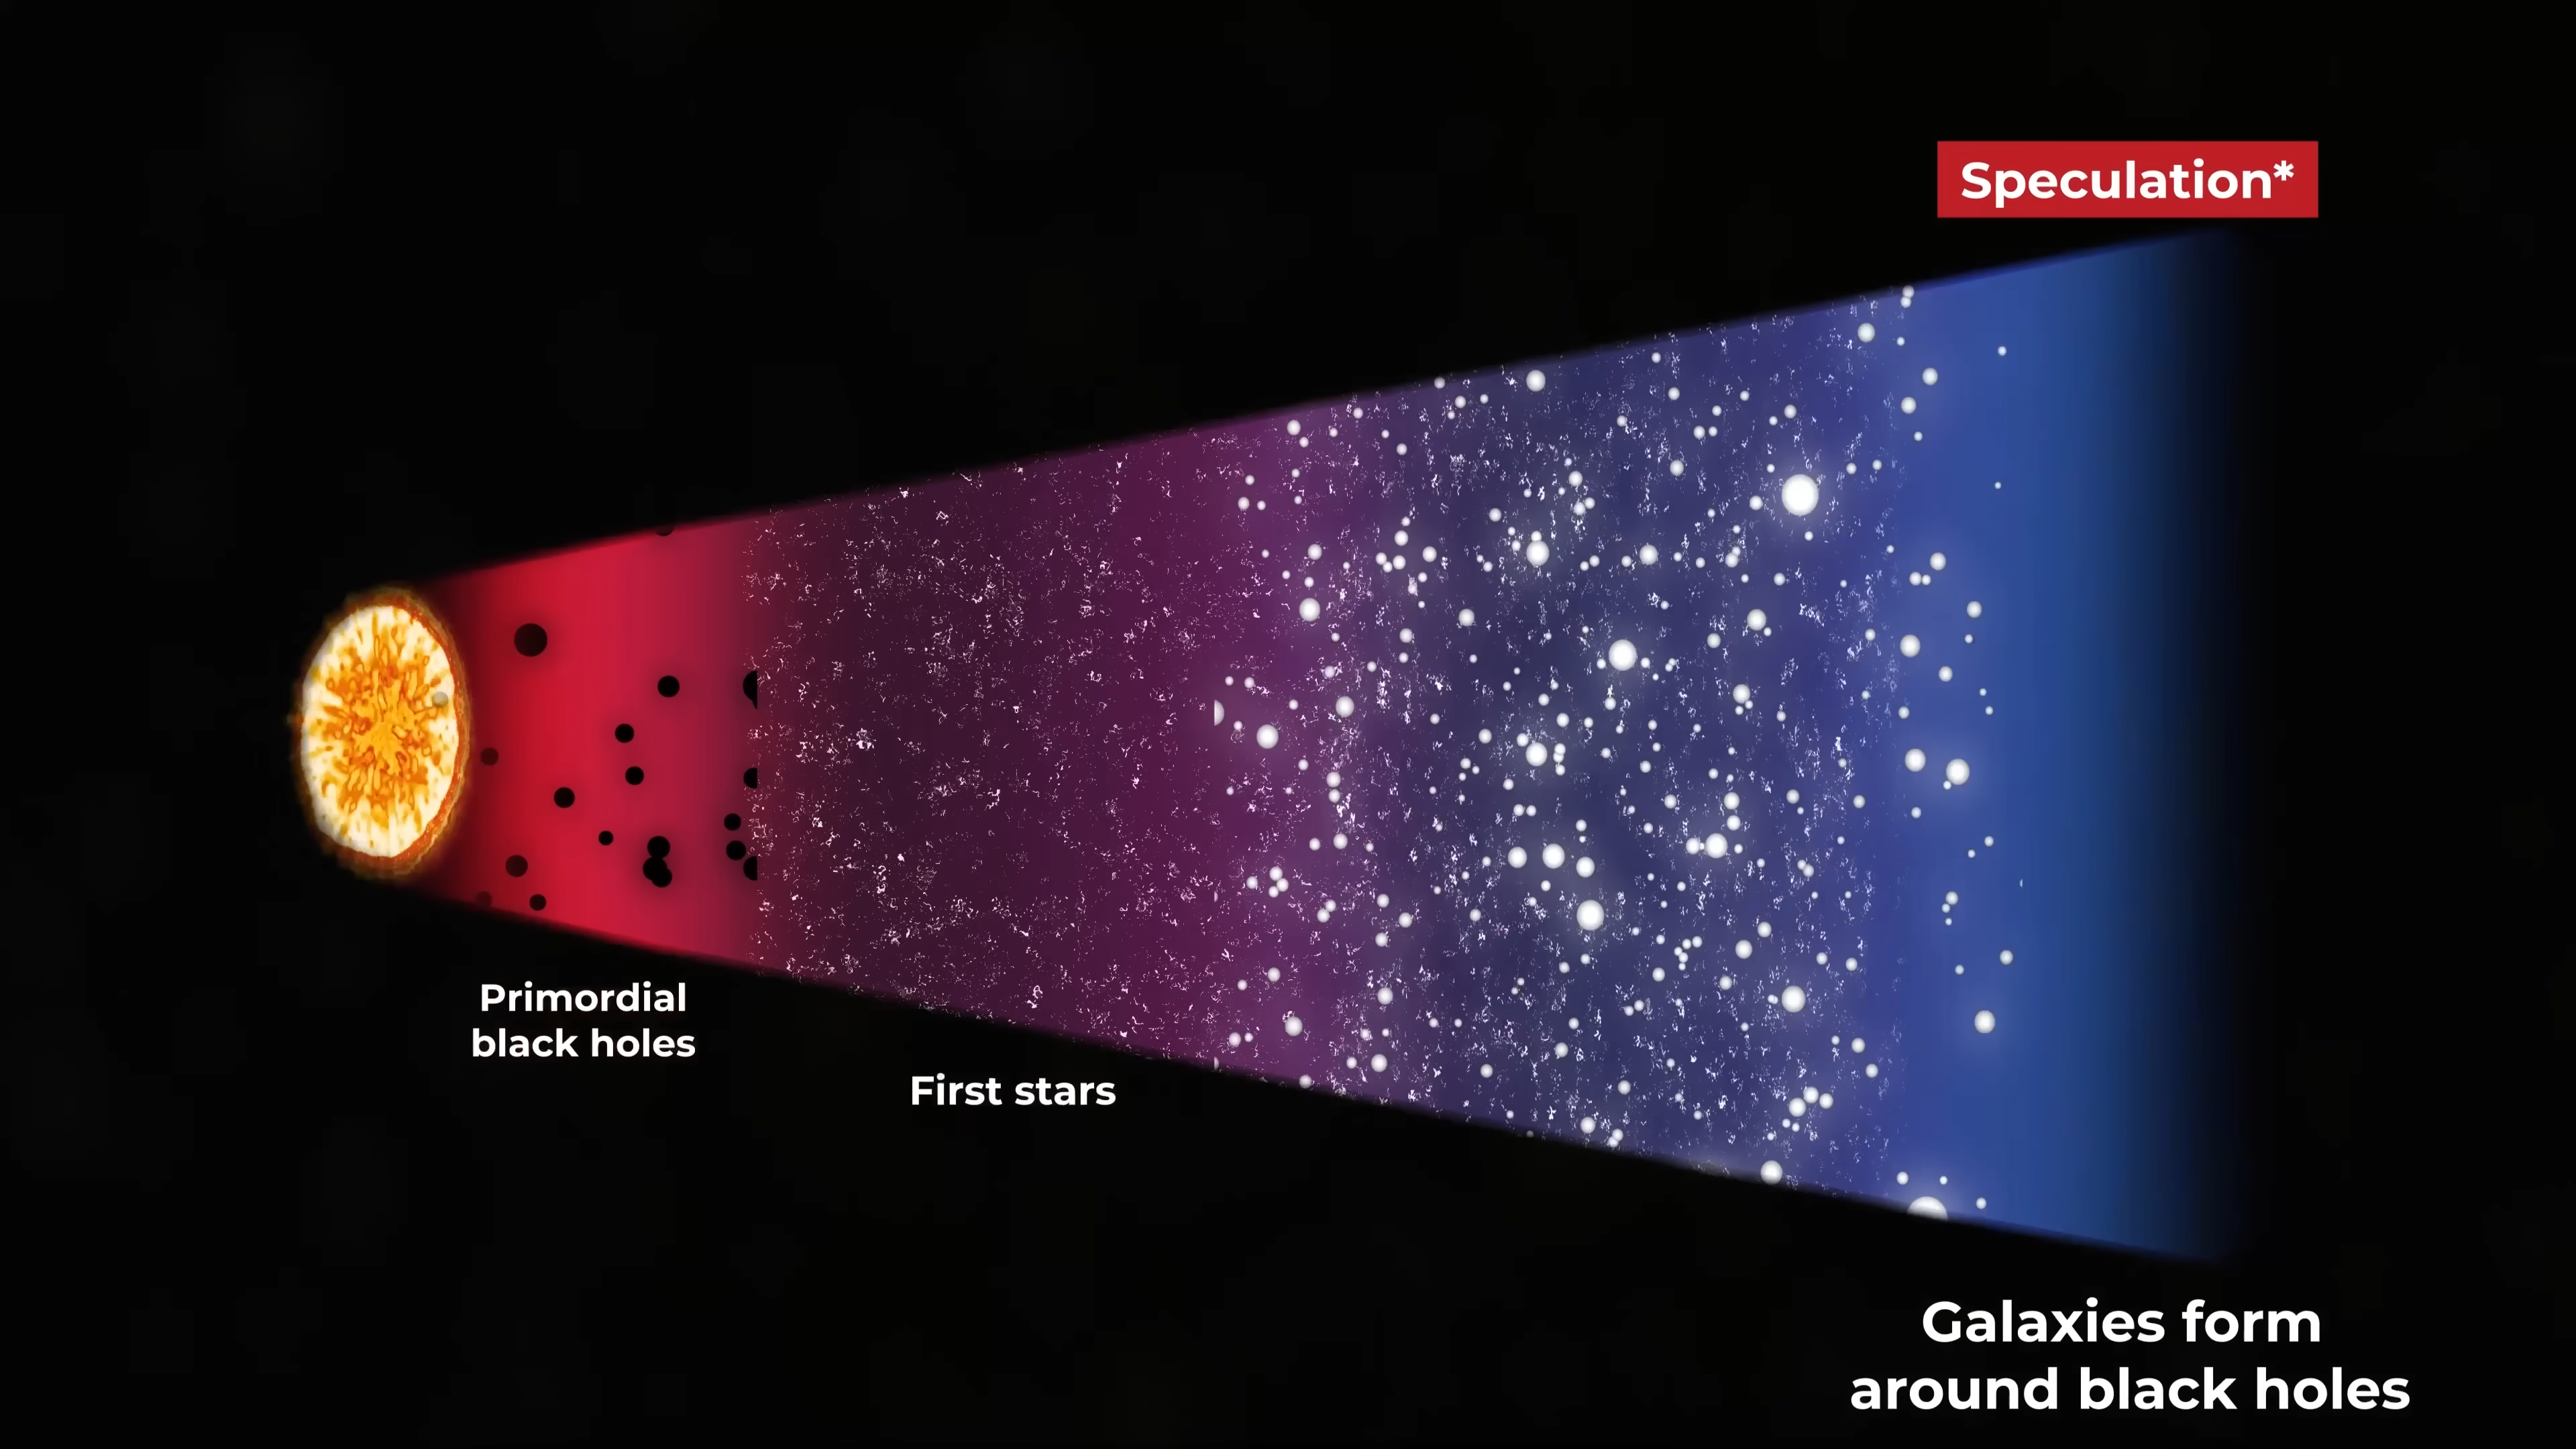 Speculation*
Primordial
black holes
First stars
Galaxies form
around black holes